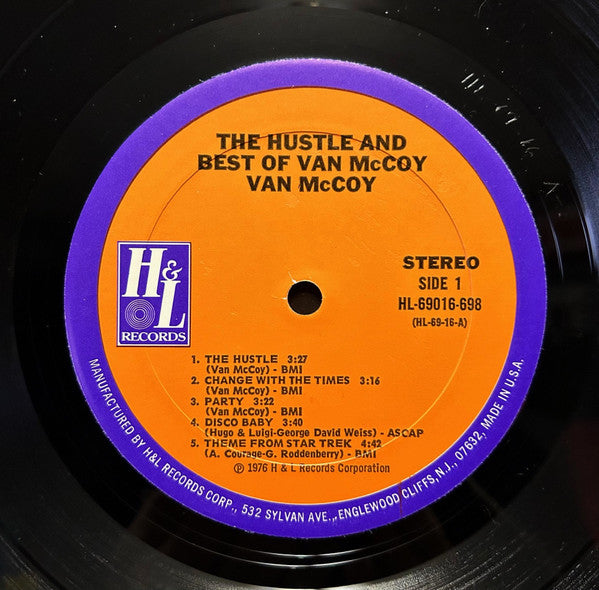 THE HUSTLE AND
BEST OF VAN McCOY
VAN McCOY
H&L
RECORDS
STEREO
SIDE 1
HL-69016-698
(HL-69-16-A)
1. THE HUSTLE 3:27
(Van McCoy) - BMI
2. CHANGE WITH THE TIMES 3:16
(Van McCoy) - BMI
3. PARTY 3:22
(Van McCoy) - BMI
4. DISCO BABY 3:40
(Hugo & Luigi-George David Weiss) - ASCAP
5. THEME FROM STAR TREK 4:42
(A. Courage-G. Roddenberry) - BMI
℗ 1976 H & L Records Corporation
MANUFACTURED BY H&L RECORDS CORP., 532 SYLVAN AVE., ENGLEWOOD CLIFFS, N.J., 07632, MADE IN U.S.A.